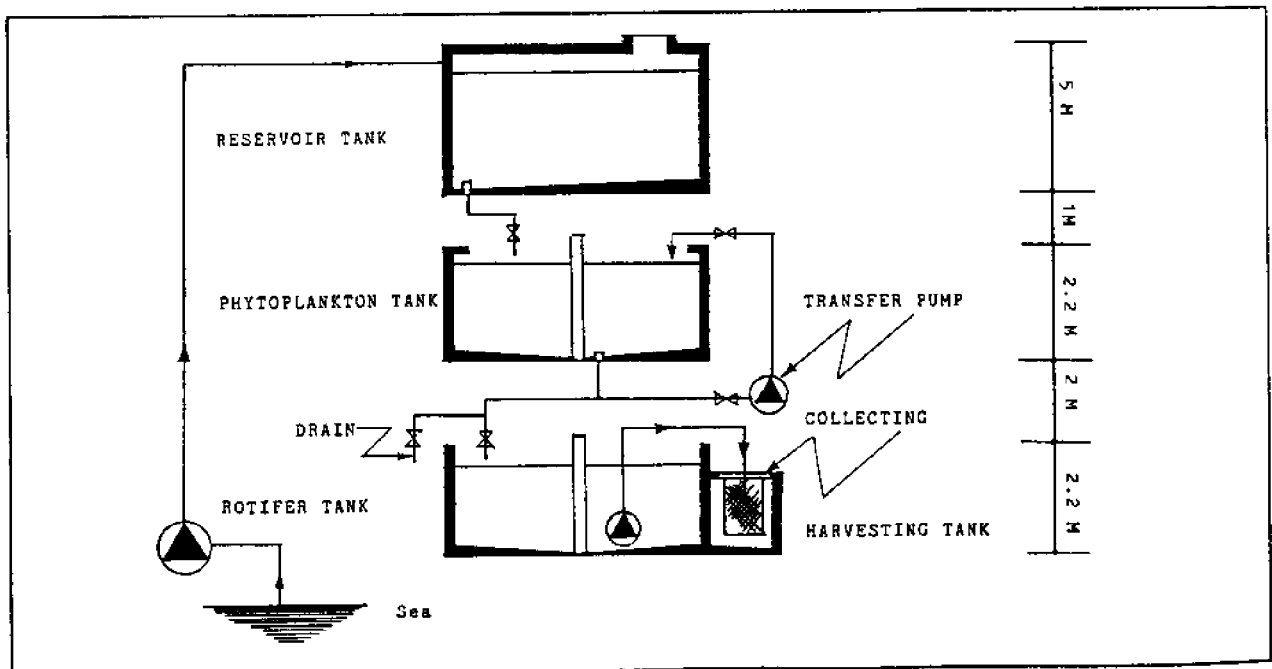 RESERVOIR TANK
5 M
1M
PHYTOPLANKTON TANK
2.2 M
TRANSFER PUMP
2 M
DRAIN
COLLECTING
ROTIFER TANK
HARVESTING TANK
2.2 M
Sea